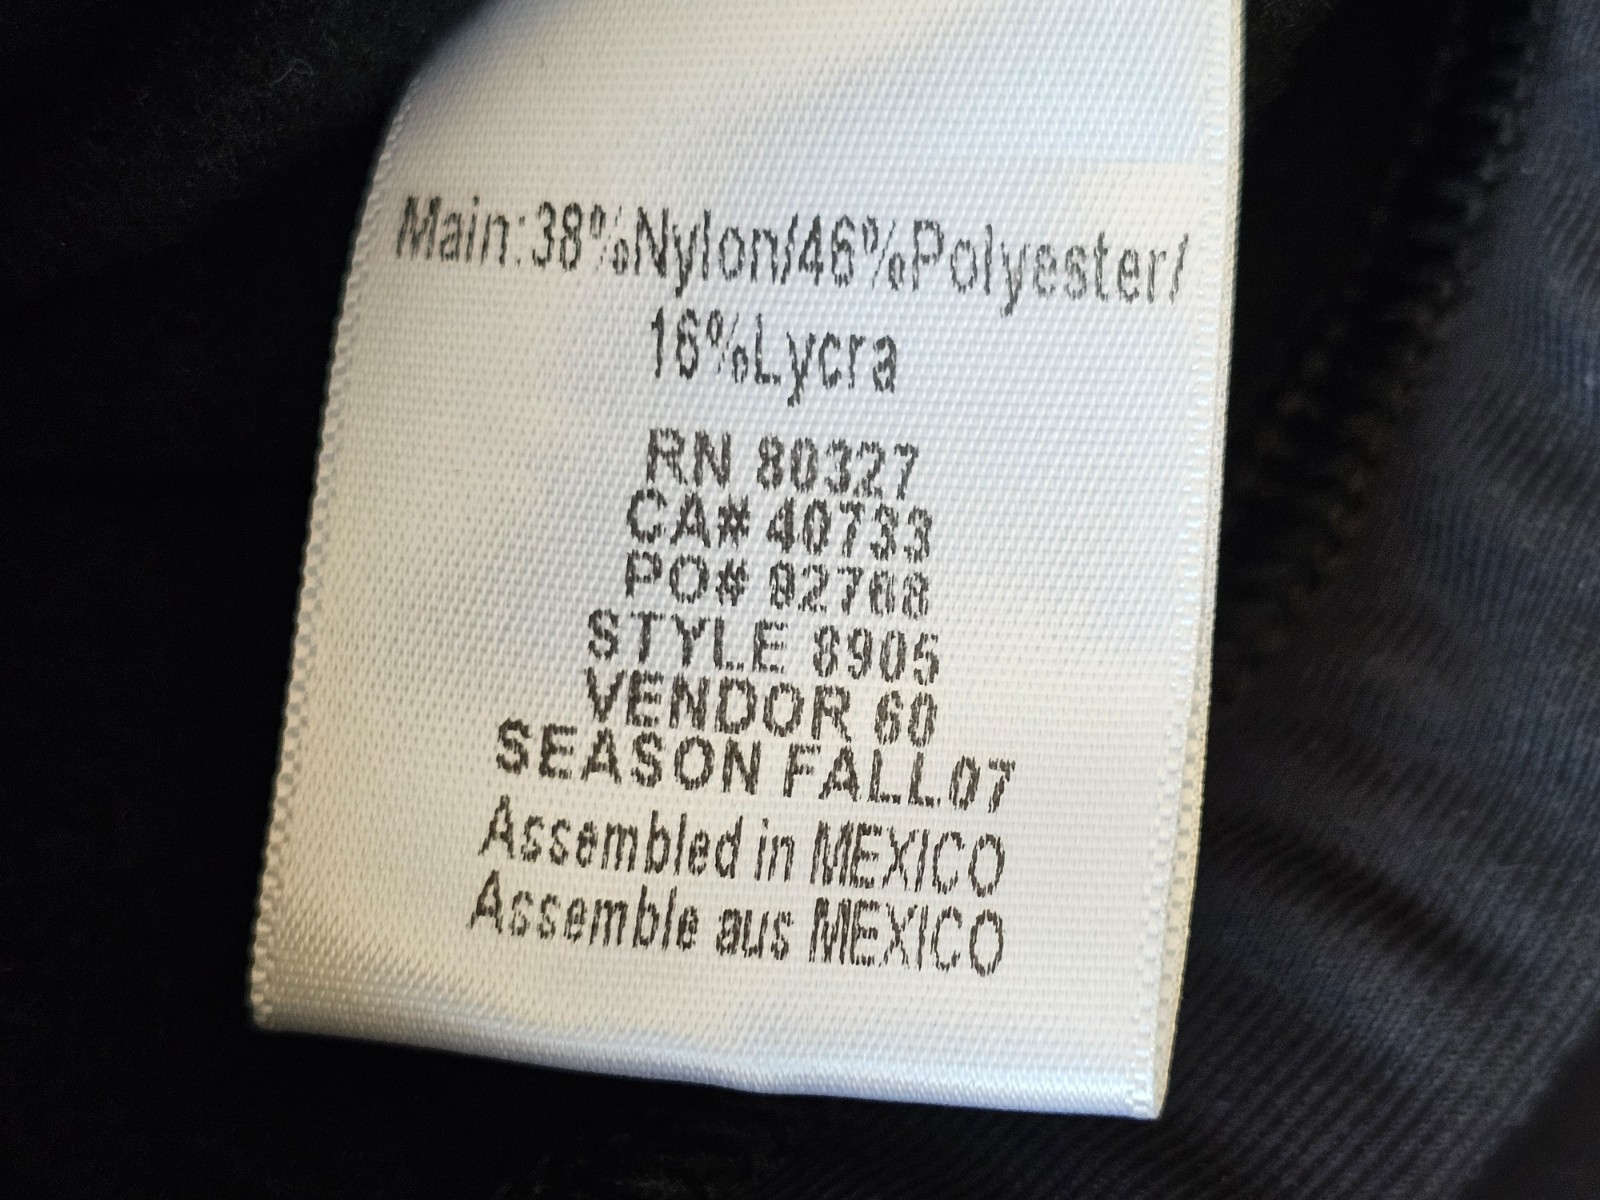 Main:38%Nylon/46%Polyester/
16%Lycra
RN 80327
CA# 40733
PO# 92768
STYLE 8905
VENDOR 60
SEASON FALL07
Assembled in MEXICO
Assemble aus MEXICO